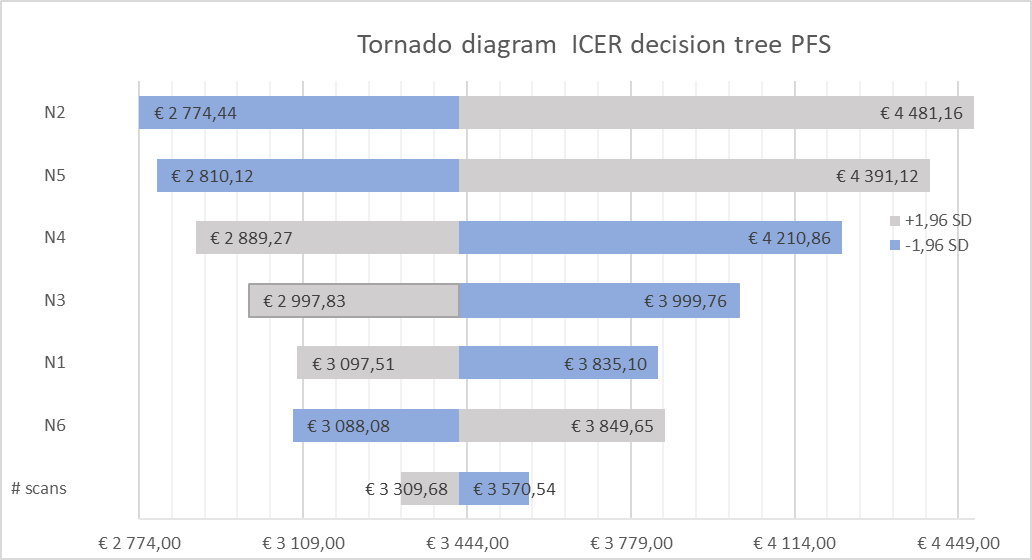 Tornado diagram  ICER decision tree PFS
N2
€ 2 774,44
€ 4 481,16
N5
€ 2 810,12
€ 4 391,12
+1,96 SD
-1,96 SD
N4
€ 2 889,27
€ 4 210,86
N3
€ 2 997,83
€ 3 999,76
N1
€ 3 097,51
€ 3 835,10
N6
€ 3 088,08
€ 3 849,65
# scans
€ 3 309,68
€ 3 570,54
€ 2 774,00
€ 3 109,00
€ 3 444,00
€ 3 779,00
€ 4 114,00
€ 4 449,00